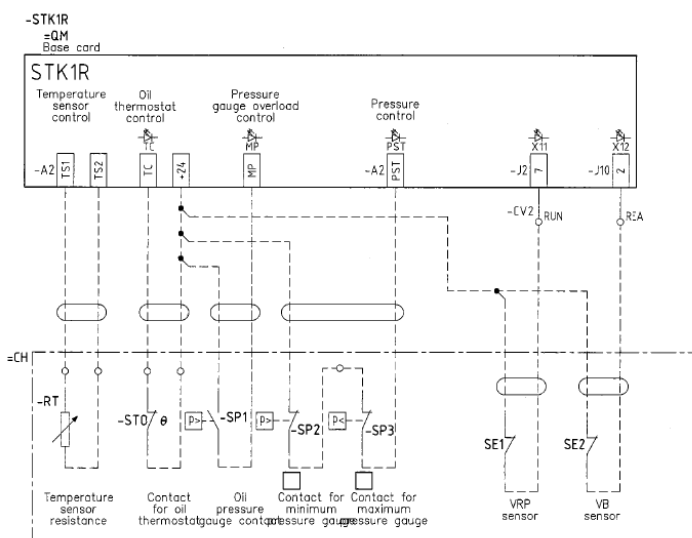 -STK1R
=QM
Base card
STK1R
Temperature
sensor
control
Oil
thermostat
control
Pressure
gauge overload
control
Pressure
control
TC
MP
PST
X11
X12
-A2
TS1
TS2
TC
+24
MP
-A2
PST
-J2
7
-J10
2
-CV2
RUN
REA
=CH
-RT
-STO
θ
P>
-SP1
P>
-SP2
P<
-SP3
SE1
SE2
Temperature
sensor
resistance
Contact
for oil
thermostat
Oil
pressure
gauge contact
Contact for
minimum
pressure gauge
Contact for
maximum
pressure gauge
VRP
sensor
VB
sensor